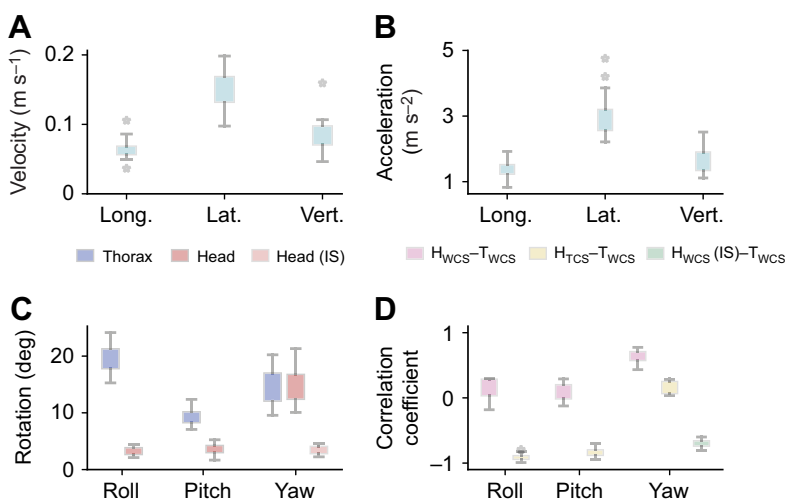 A
Velocity (m s⁻¹)
0.2
0.1
0
Long. Lat. Vert.
B
Acceleration
(m s⁻²)
5
3
1
Long. Lat. Vert.
Thorax Head Head (IS)
H_WCS–T_WCS H_TCS–T_WCS H_WCS (IS)–T_WCS
C
Rotation (deg)
20
10
0
Roll Pitch Yaw
D
Correlation
coefficient
1
0
–1
Roll Pitch Yaw